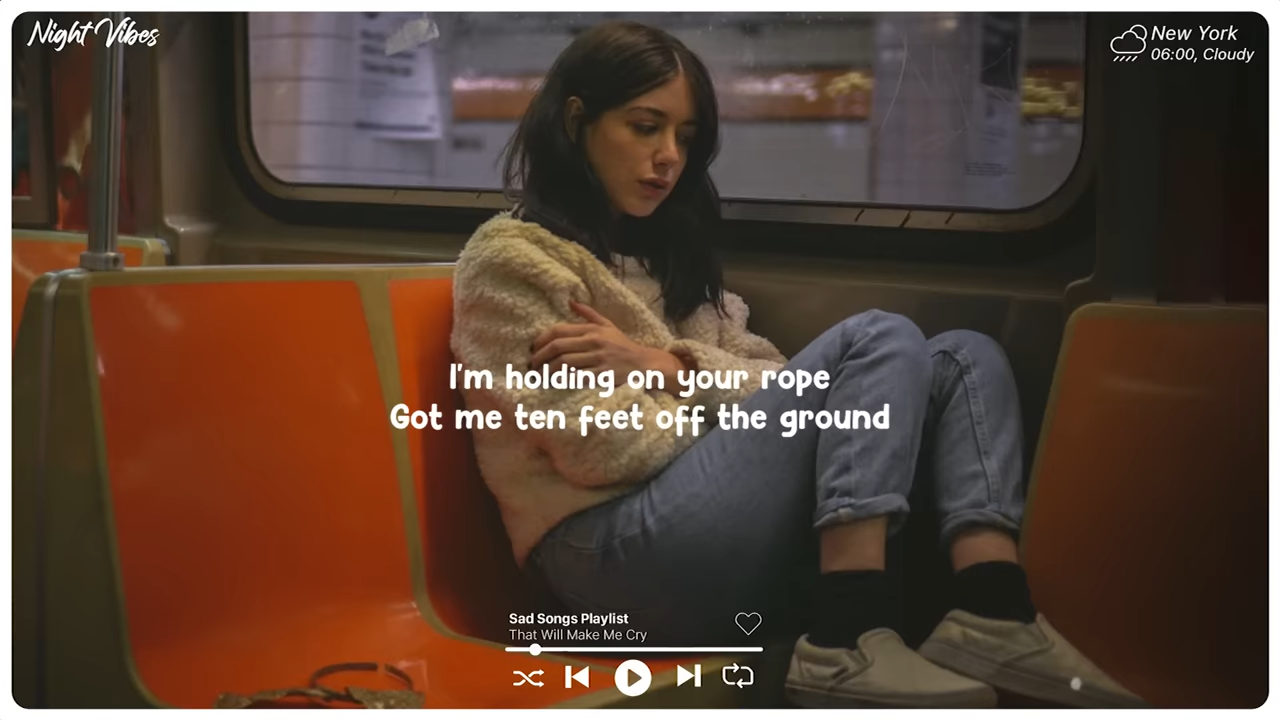 Night Vibes
New York
06:00, Cloudy
I'm holding on your rope
Got me ten feet off the ground
Sad Songs Playlist
That Will Make Me Cry